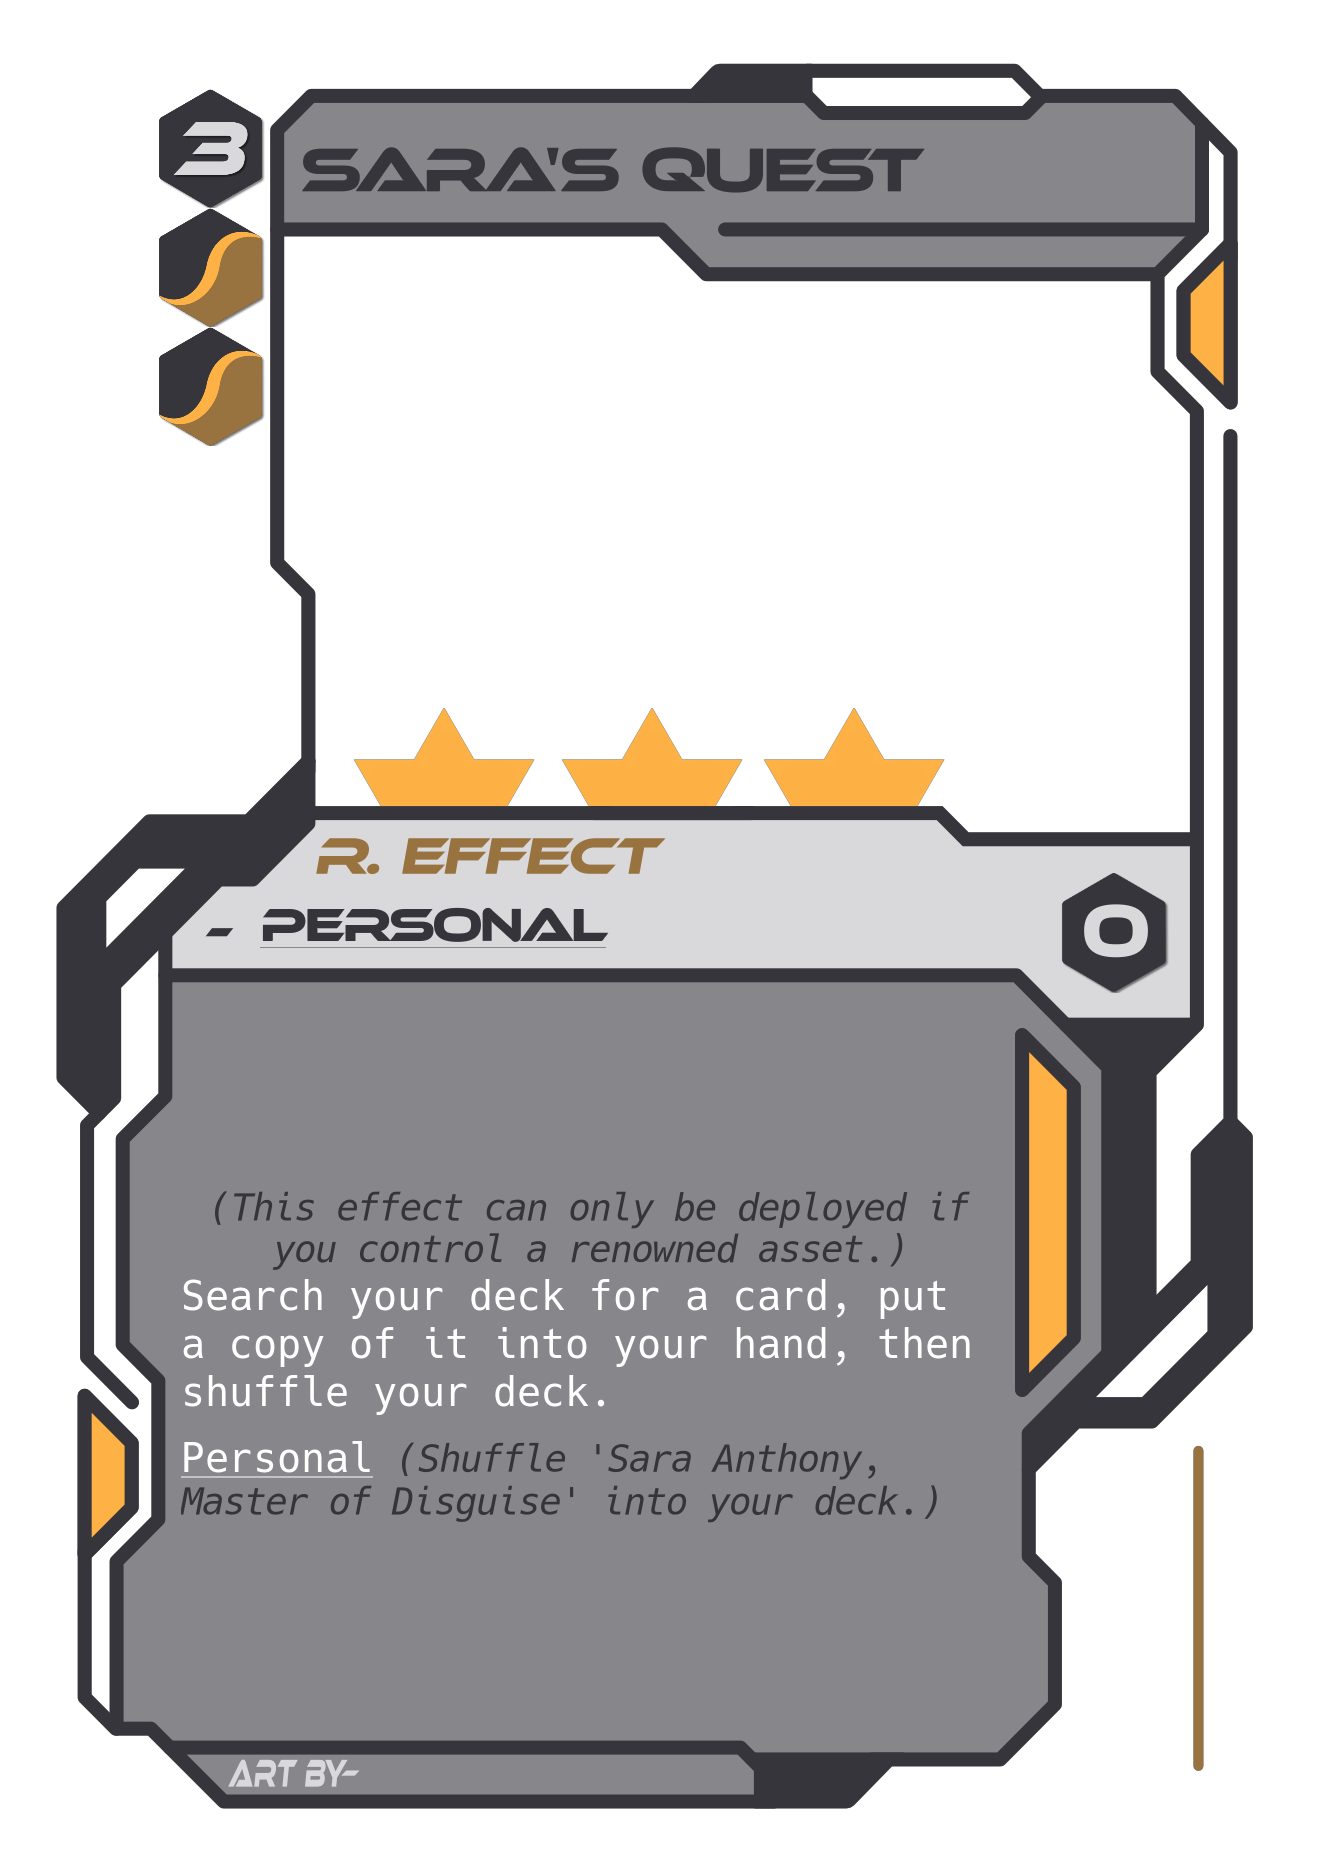 3
SARA'S QUEST
R. EFFECT
- PERSONAL
0
(This effect can only be deployed if
you control a renowned asset.)
Search your deck for a card, put
a copy of it into your hand, then
shuffle your deck.
Personal (Shuffle 'Sara Anthony,
Master of Disguise' into your deck.)
ART BY-